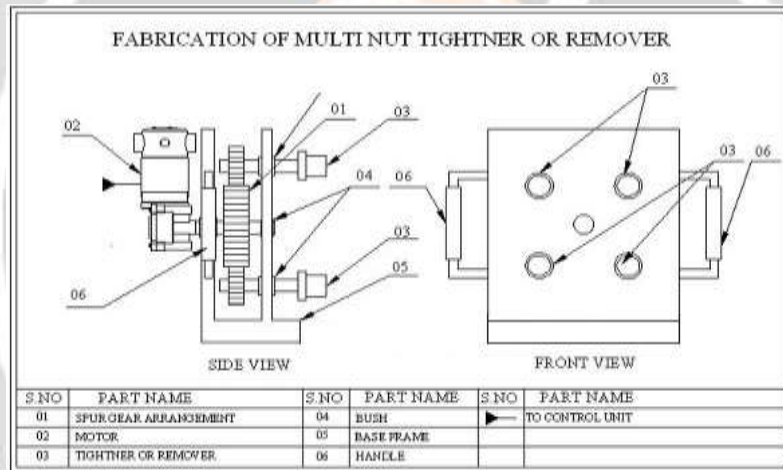 FABRICATION OF MULTI NUT TIGHTNER OR REMOVER
03
01
03
02
04 06
03 06
03
05
06
SIDE VIEW
FRONT VIEW
S.NO PART NAME S.NO PART NAME S.NO PART NAME
01 SPUR GEAR ARRANGEMENT 04 BUSH TO CONTROL UNIT
02 MOTOR 05 BASE FRAME
03 TIGHTNER OR REMOVER 06 HANDLE